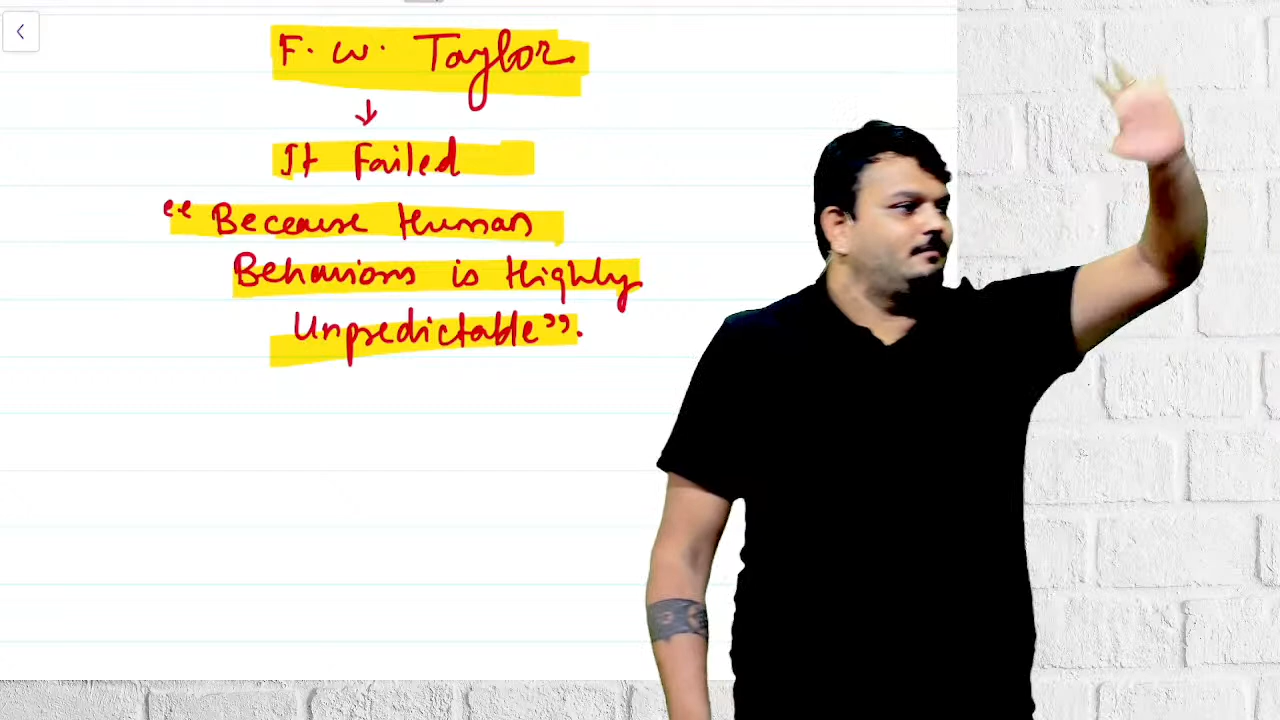 F. W. Taylor
It Failed
"Because Human
Behaviors is Highly
Unpredictable".